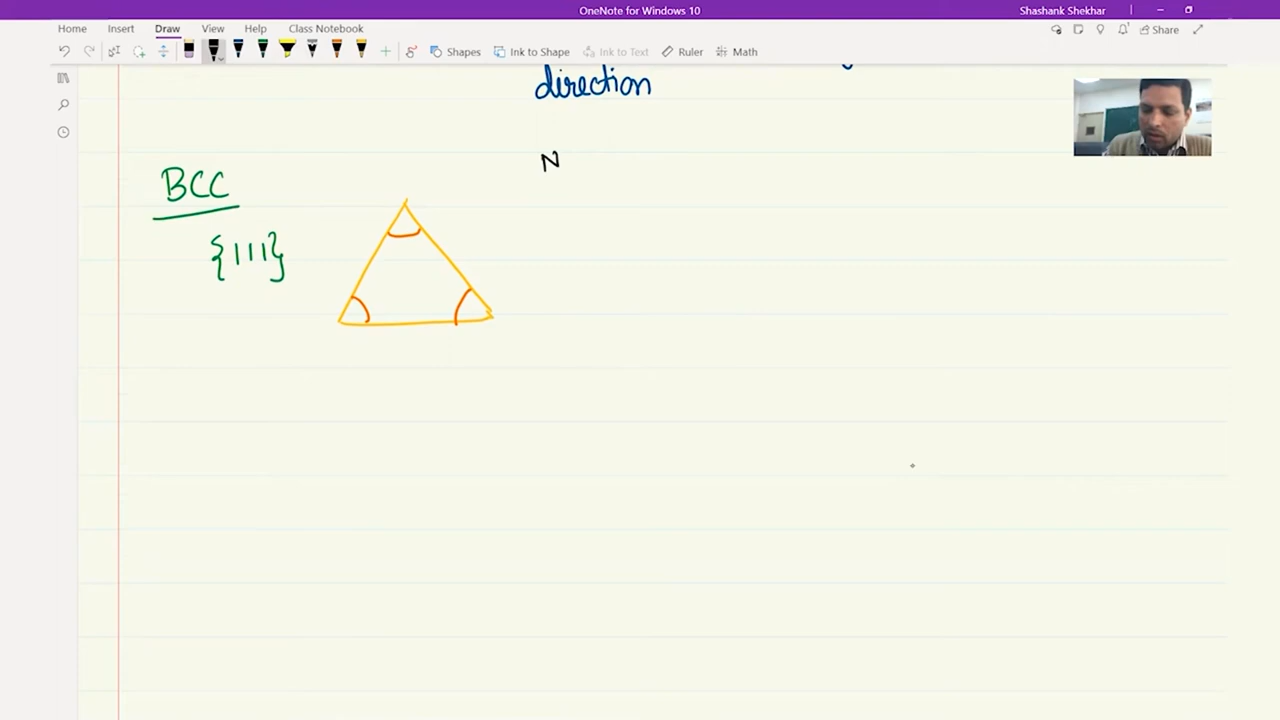 OneNote for Windows 10
Shashank Shekhar
Home Insert Draw View Help Class Notebook
Shapes Ink to Shape Ink to Text Ruler Math Share
direction
N
BCC
{111}